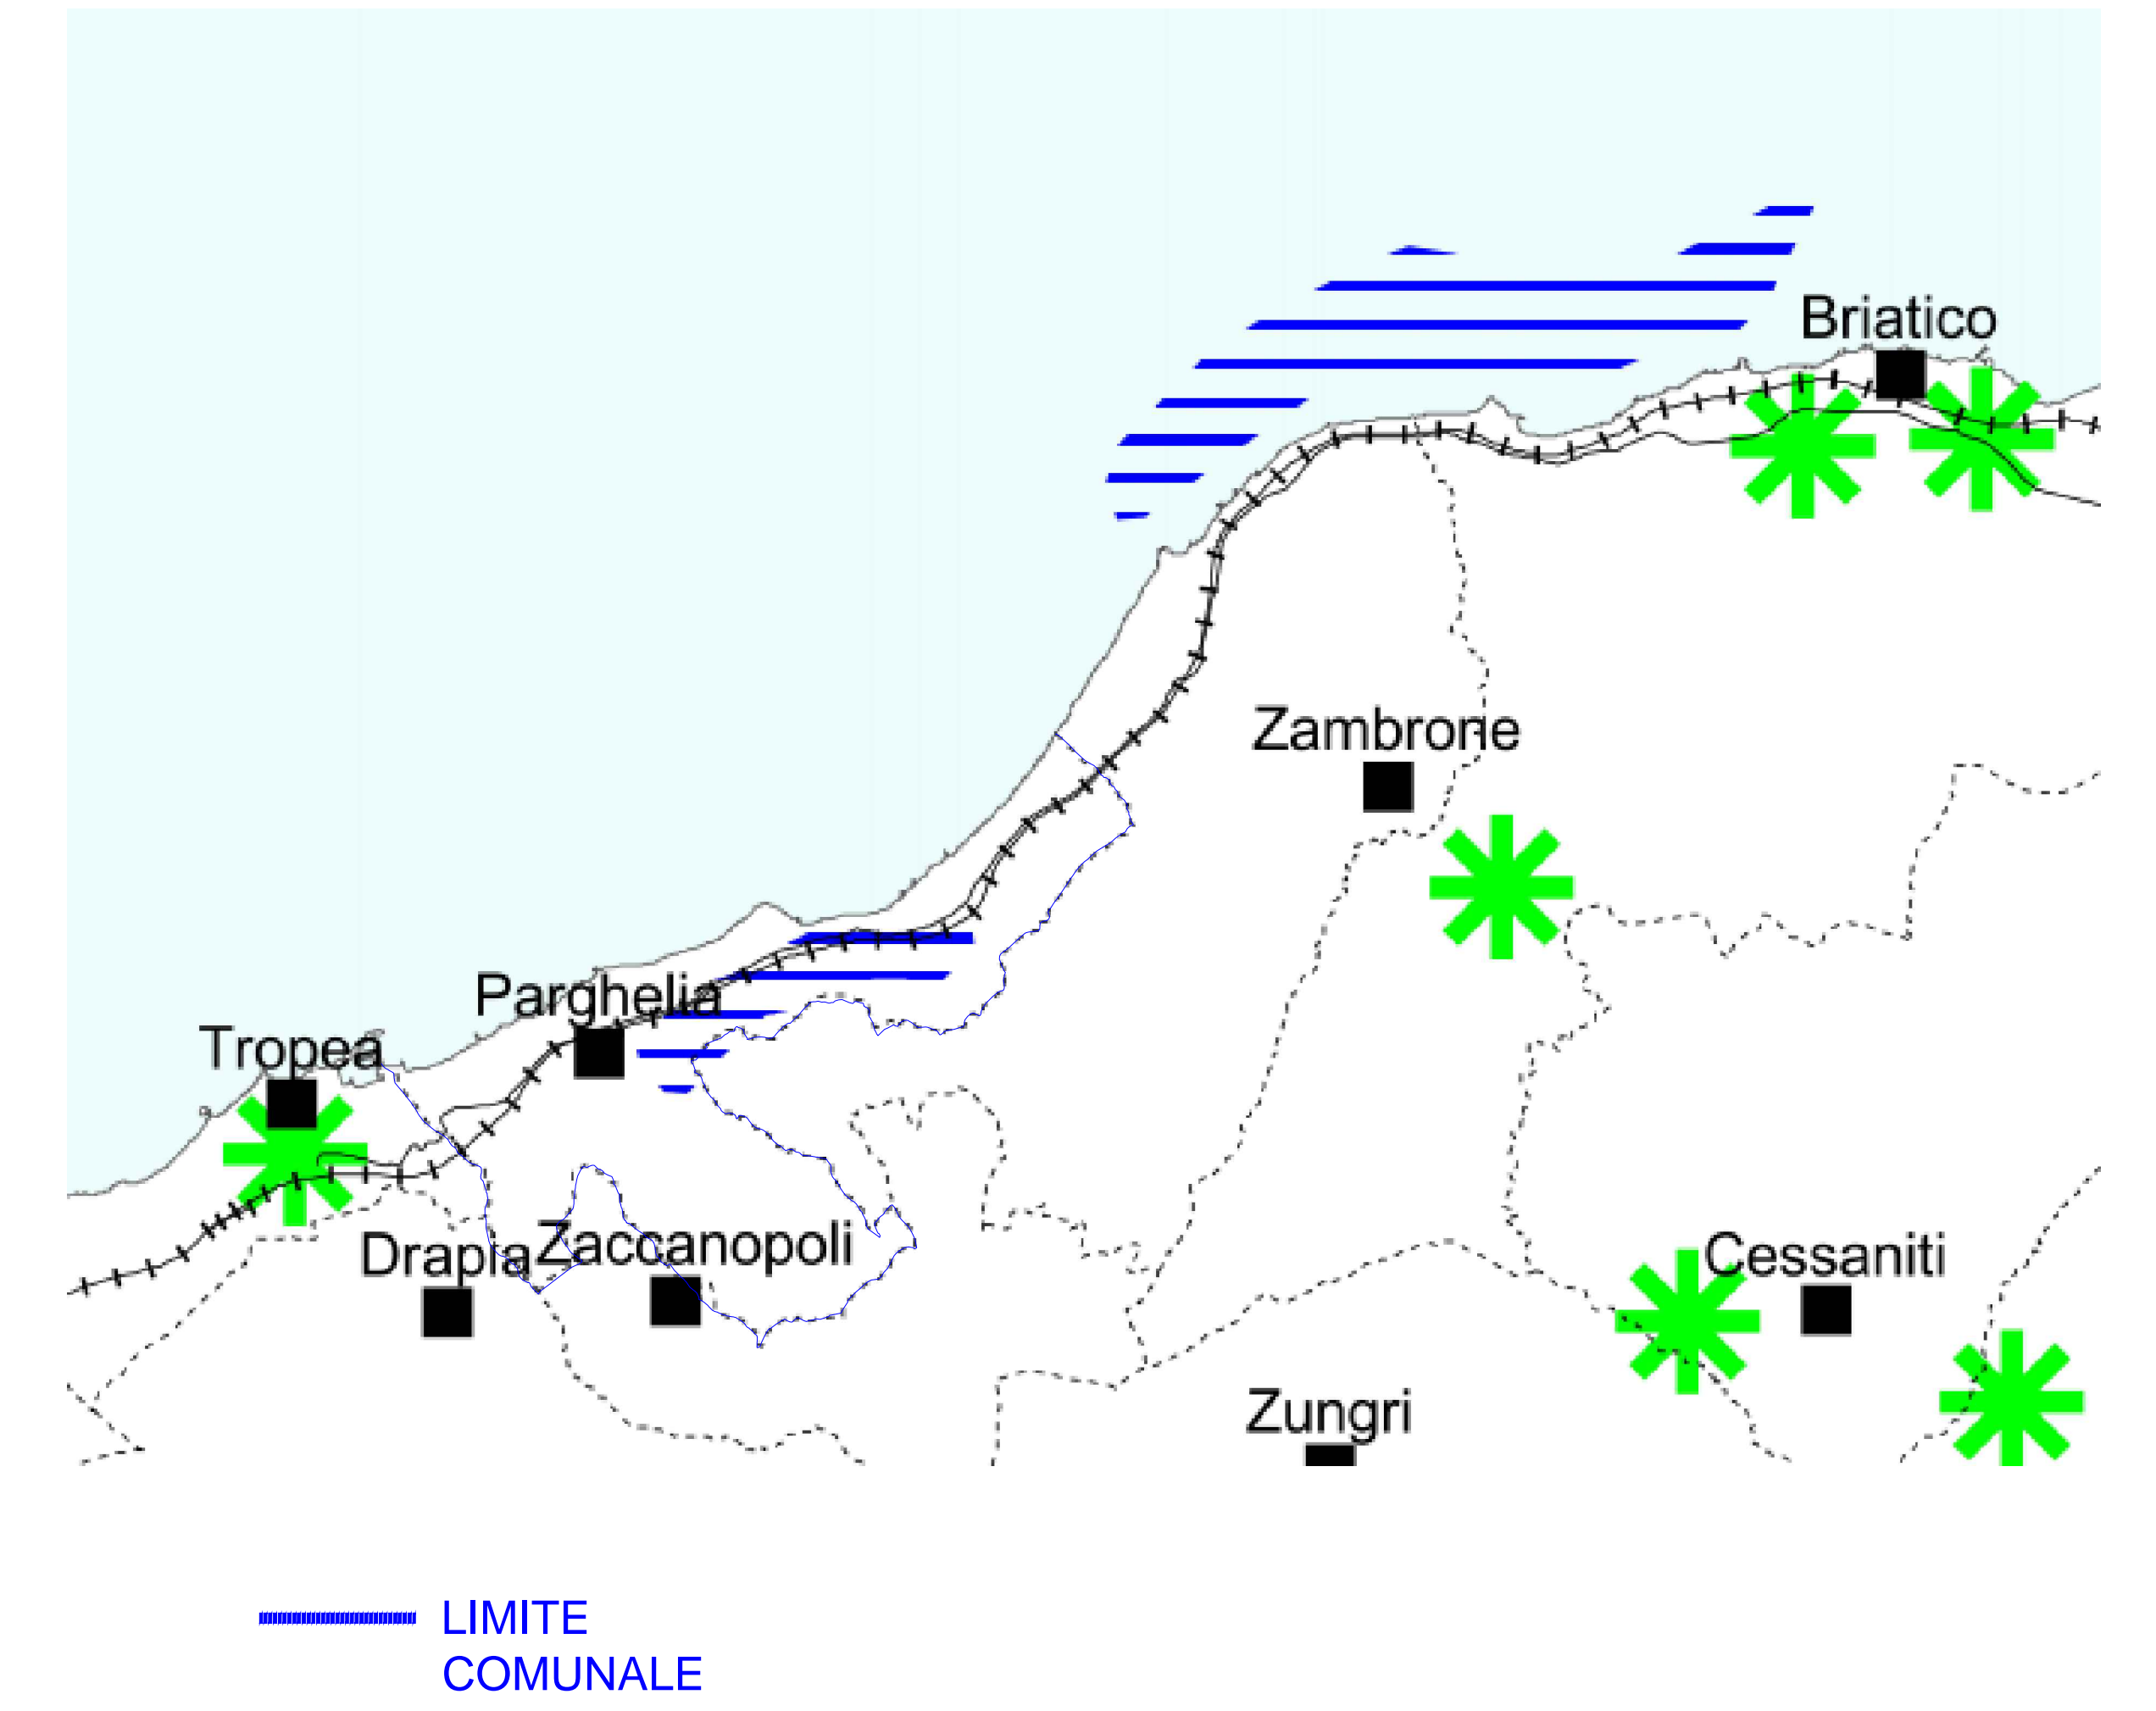 Briatico
Zambrone
Parghelia
Tropea
Drapia
Zaccanopoli
Cessaniti
Zungri
LIMITE
COMUNALE